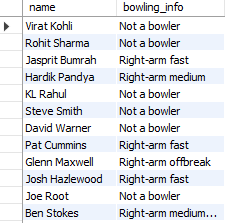 name bowling_info
Virat Kohli Not a bowler
Rohit Sharma Not a bowler
Jasprit Bumrah Right-arm fast
Hardik Pandya Right-arm medium
KL Rahul Not a bowler
Steve Smith Not a bowler
David Warner Not a bowler
Pat Cummins Right-arm fast
Glenn Maxwell Right-arm offbreak
Josh Hazlewood Right-arm fast
Joe Root Not a bowler
Ben Stokes Right-arm medium...